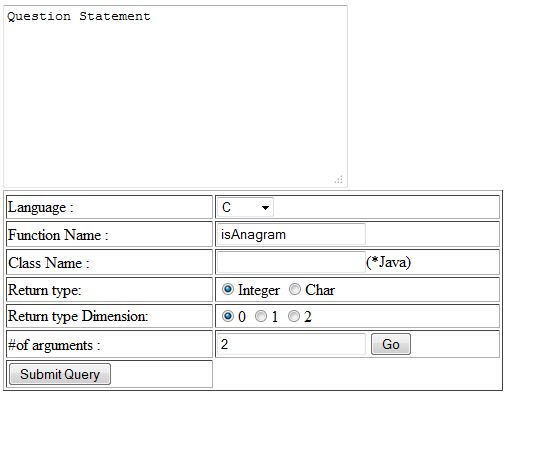 Question Statement
Language : C
Function Name : isAnagram
Class Name : (*Java)
Return type: Integer Char
Return type Dimension: 0 1 2
#of arguments : 2 Go
Submit Query